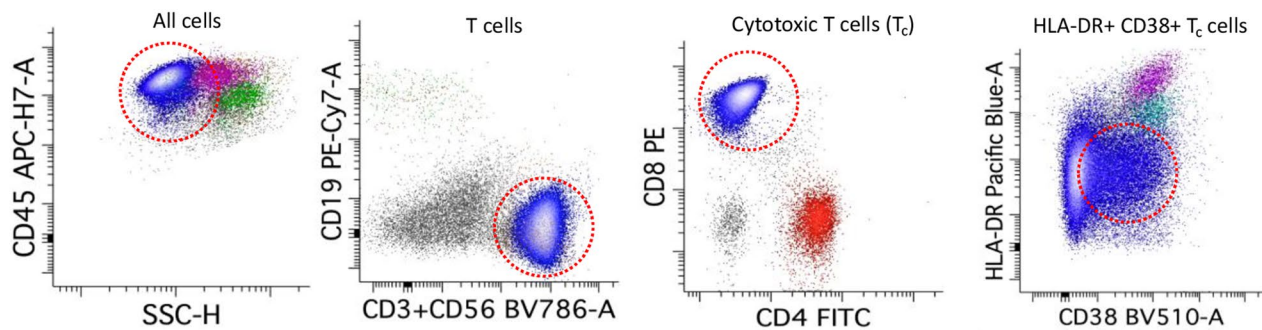 All cells
CD45 APC-H7-A
SSC-H
T cells
CD19 PE-Cy7-A
CD3+CD56 BV786-A
Cytotoxic T cells (Tc)
CD8 PE
CD4 FITC
HLA-DR+ CD38+ Tc cells
HLA-DR Pacific Blue-A
CD38 BV510-A